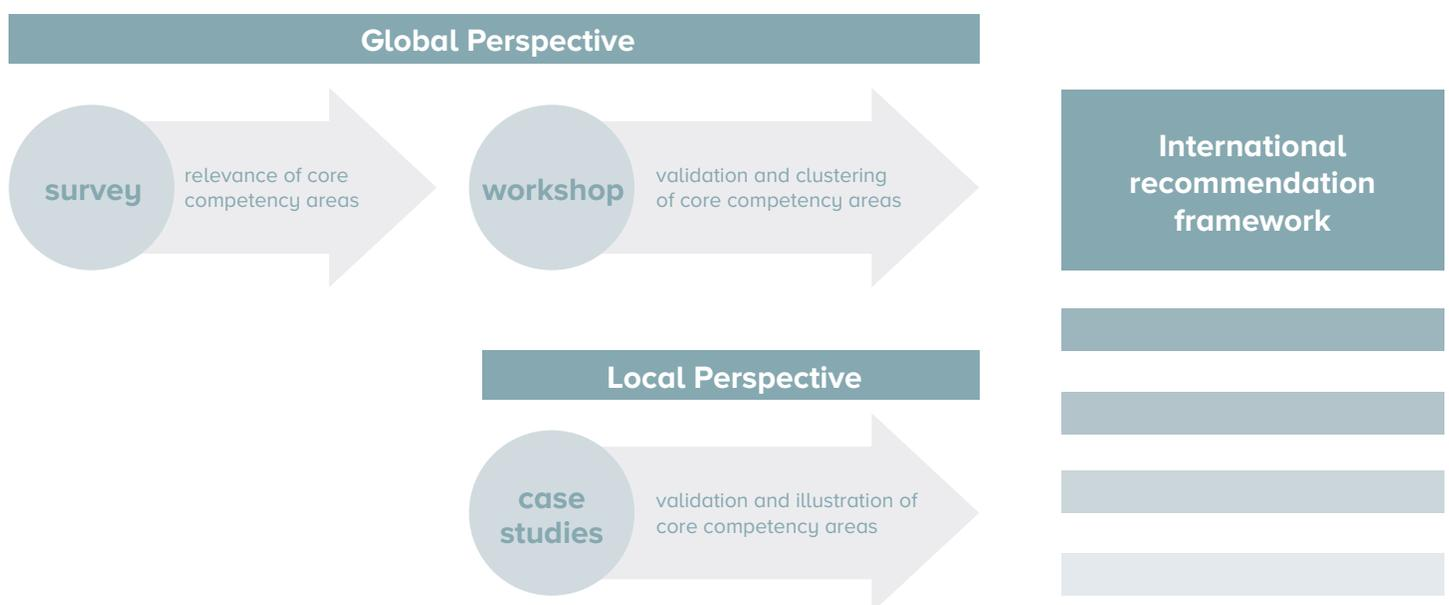 Global Perspective
survey
relevance of core
competency areas
workshop
validation and clustering
of core competency areas
International
recommendation
framework
Local Perspective
case
studies
validation and illustration of
core competency areas